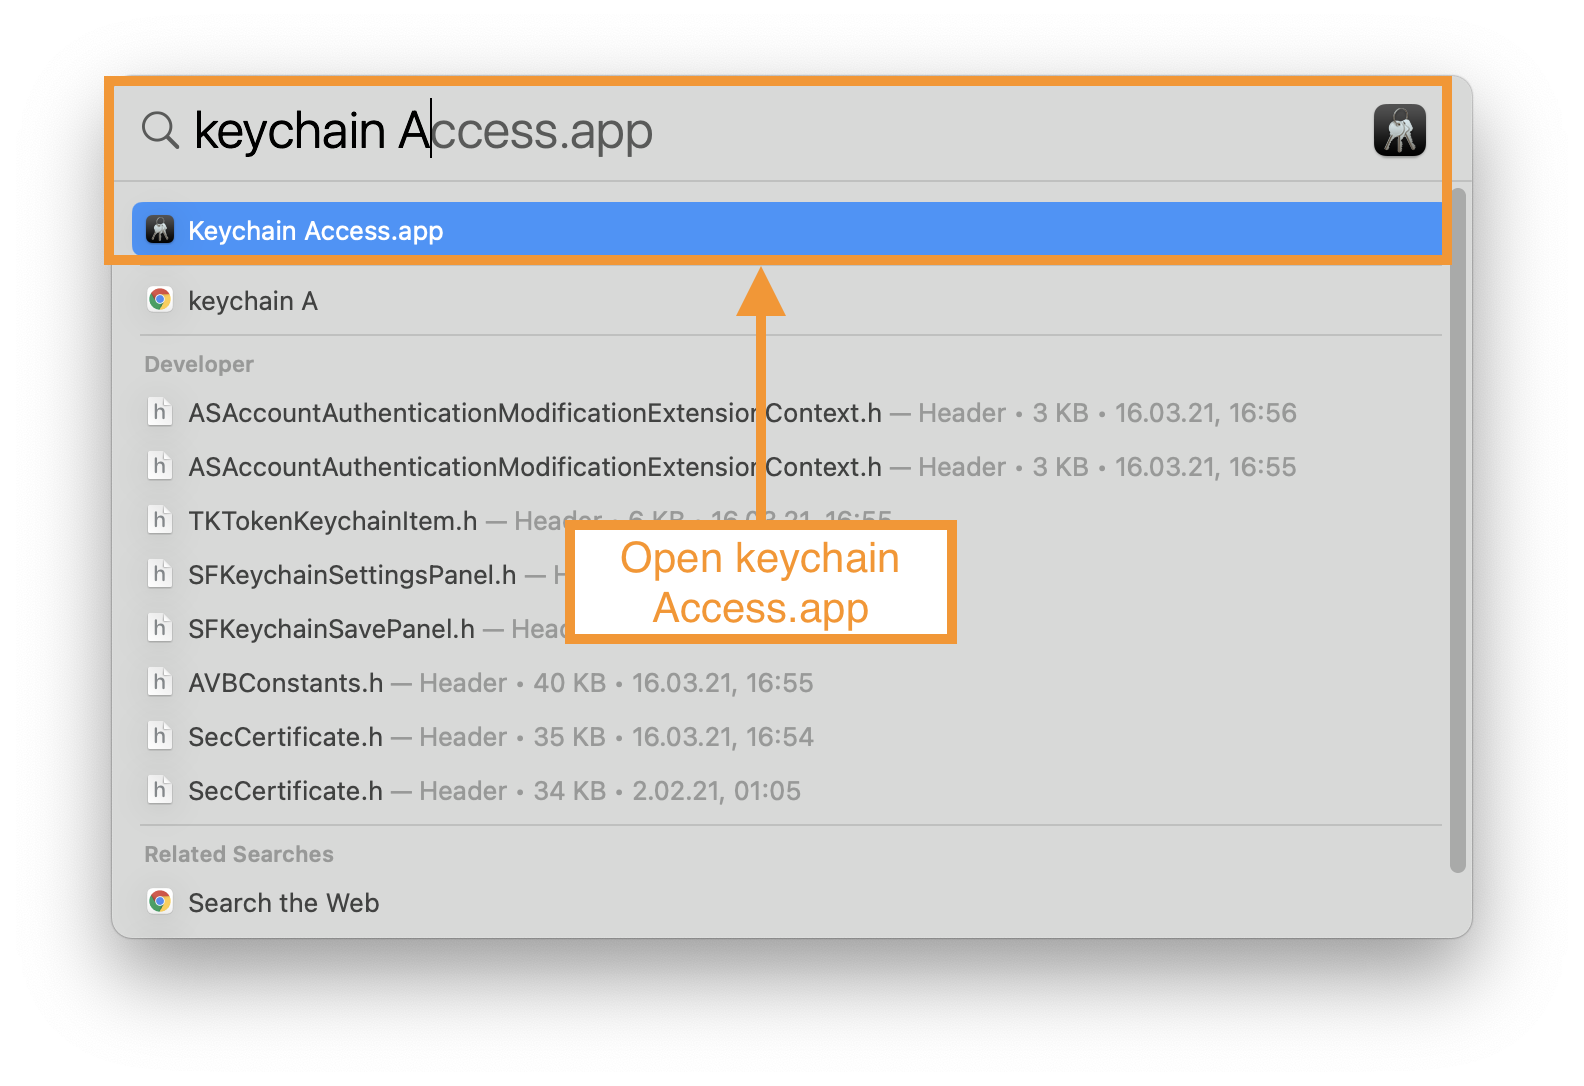 keychain Access.app
Keychain Access.app
keychain A
Developer
ASAccountAuthenticationModificationExtensionContext.h — Header • 3 KB • 16.03.21, 16:56
ASAccountAuthenticationModificationExtensionContext.h — Header • 3 KB • 16.03.21, 16:55
TKTokenKeychainItem.h — Header • 6 KB • 16.03.21, 16:55
SFKeychainSettingsPanel.h —
SFKeychainSavePanel.h —
Open keychain
Access.app
AVBConstants.h — Header • 40 KB • 16.03.21, 16:55
SecCertificate.h — Header • 35 KB • 16.03.21, 16:54
SecCertificate.h — Header • 34 KB • 2.02.21, 01:05
Related Searches
Search the Web